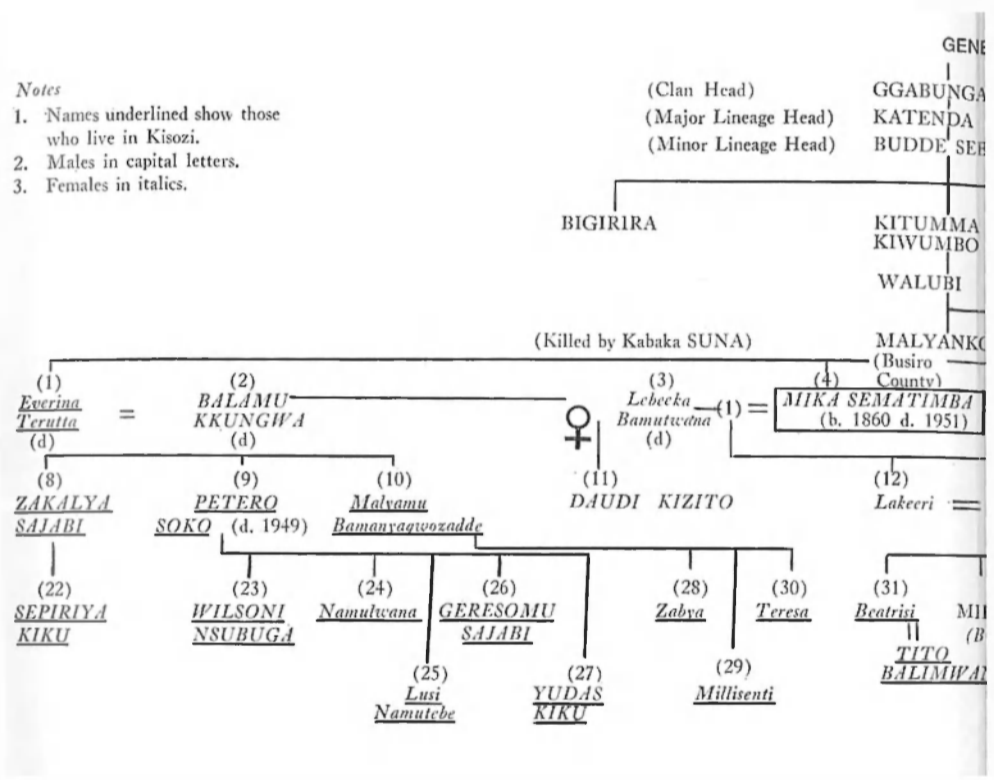 GENE
Notes
1. Names underlined show those
who live in Kisozi.
2. Males in capital letters.
3. Females in italics.
(Clan Head) GGABUNGA
(Major Lineage Head) KATENDA
(Minor Lineage Head) BUDDE SEB
BIGIRIRA KITUMMA
KIWUMBO
WALUBI
(Killed by Kabaka SUNA) MALYANKO
(Busiro
County)
(1) (2) (3) (4)
Everina = BALAMU Lebecka (1) = MIKA SEMATIMBA
Terutta KKUNGWA Bamutwana (b. 1860 d. 1951)
(d) (d) (d)
(8) (9) (10) (11) (12)
ZAKALYA PETERO Malyamu DAUDI KIZITO Lakeeri =
SAJABI SOKO (d. 1949) Bamanyagwozadde
(22) (23) (24) (26) (28) (30) (31)
SEPIRIYA WILSONI Namulwana GERESOMU Zabya Teresa Beatrisi MII
KIKU NSUBUGA SAJABI (B
TITO
BALIMWAN
(25) (27) (29)
Lusi YUDAS Millisenti
Namutebe KIKU